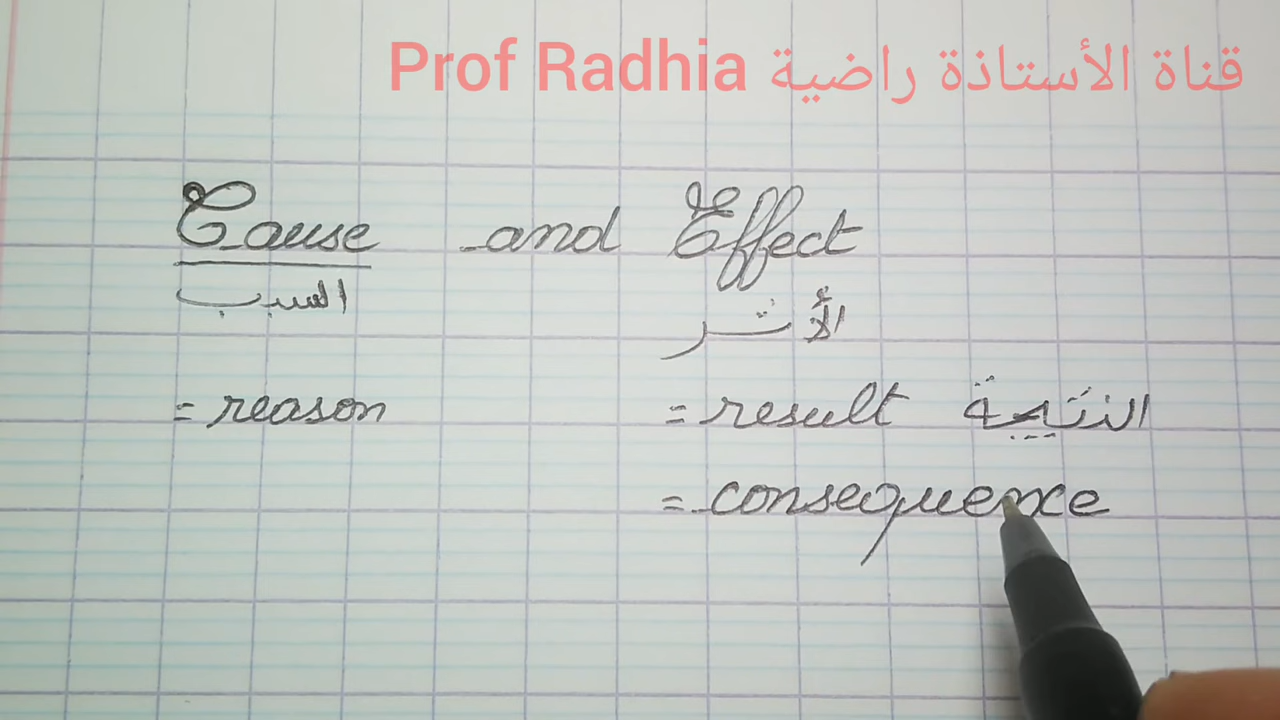 Prof Radhia قناة الأستاذة راضية
Cause and Effect
السبب الأثر
= reason = result النتيجة
= consequence